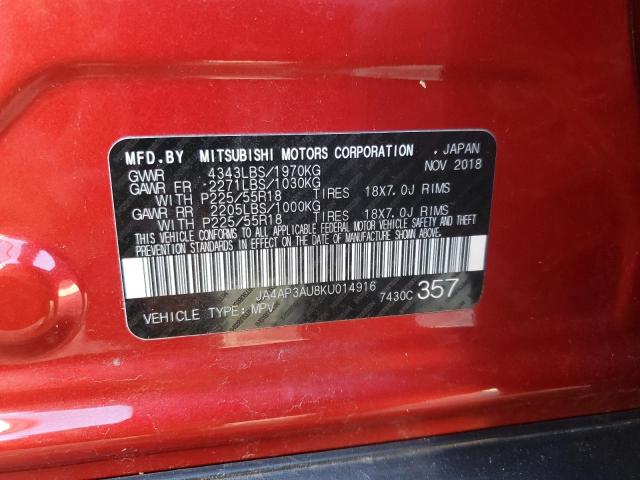 MFD.BY MITSUBISHI MOTORS CORPORATION , JAPAN
GVWR 4343LBS/1970KG NOV 2018
GAWR FR 2271LBS/1030KG
WITH P225/55R18 TIRES 18X7.0J RIMS
GAWR RR 2205LBS/1000KG
WITH P225/55R18 TIRES 18X7.0J RIMS
THIS VEHICLE CONFORMS TO ALL APPLICABLE FEDERAL MOTOR VEHICLE SAFETY AND THEFT
PREVENTION STANDARDS IN EFFECT ON THE DATE OF MANUFACTURE SHOWN ABOVE.
JA4AP3AU8KU014916
VEHICLE TYPE: MPV 7430C 357